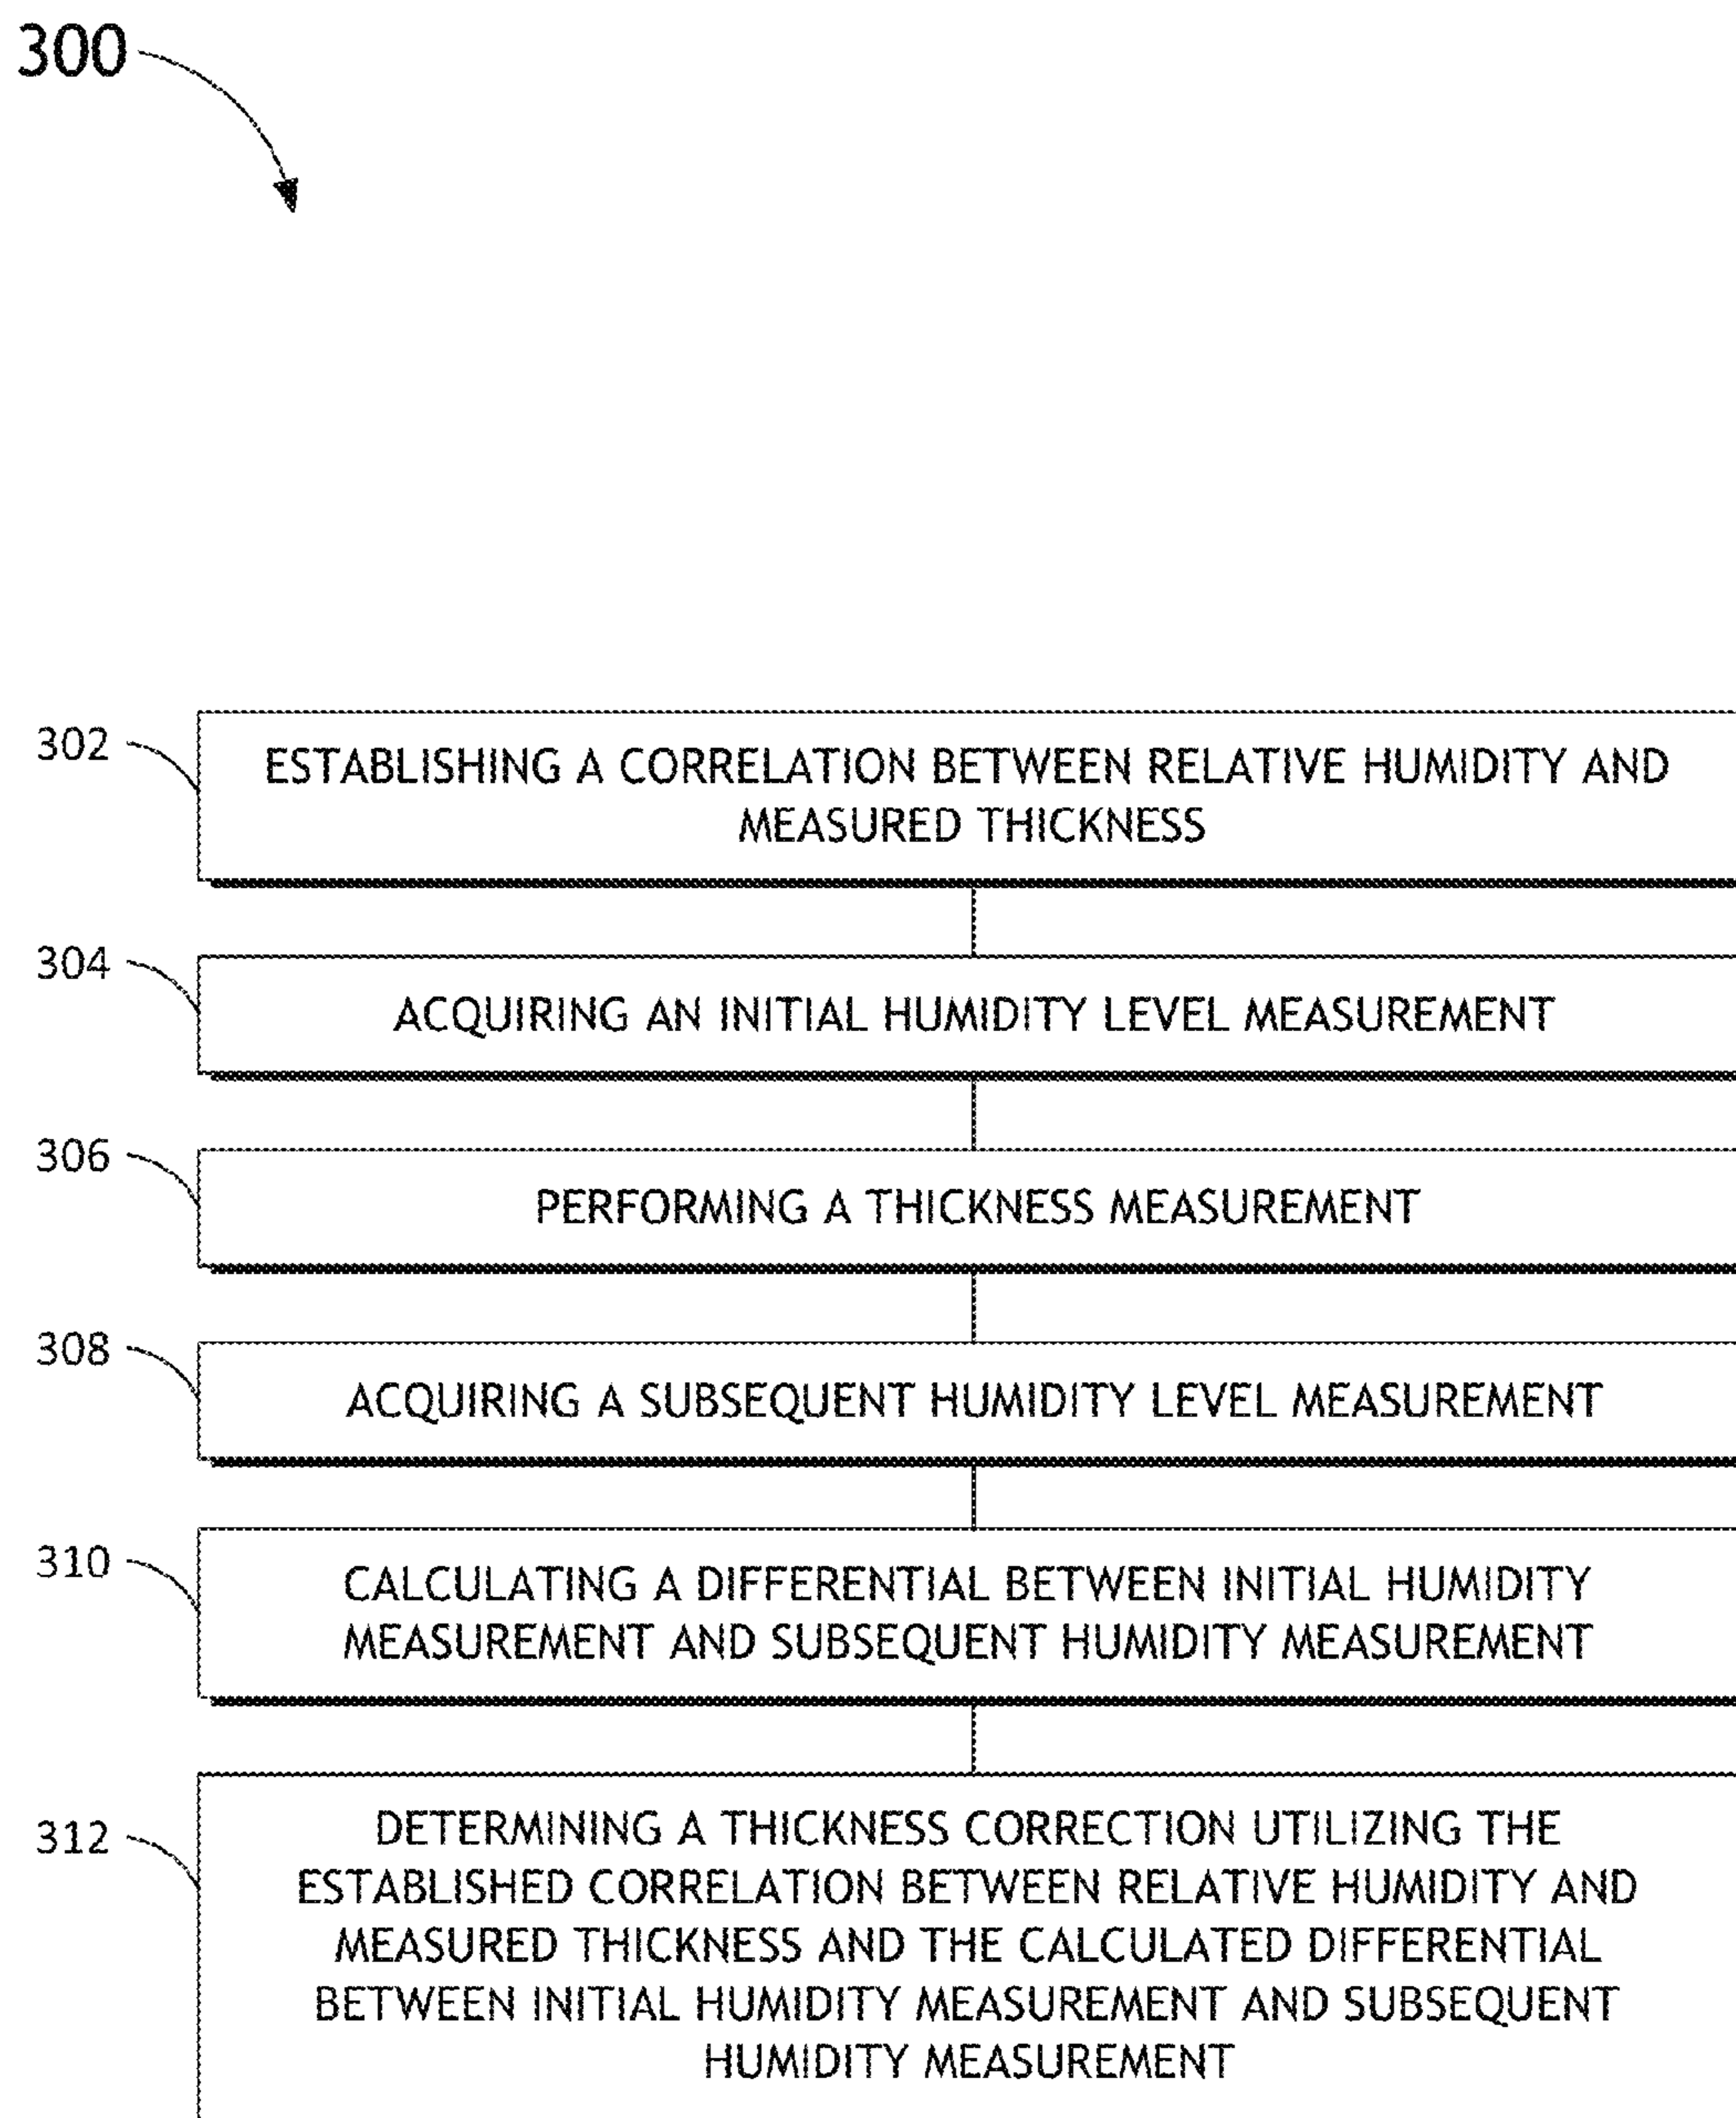 300
302
ESTABLISHING A CORRELATION BETWEEN RELATIVE HUMIDITY AND
MEASURED THICKNESS
304
ACQUIRING AN INITIAL HUMIDITY LEVEL MEASUREMENT
306
PERFORMING A THICKNESS MEASUREMENT
308
ACQUIRING A SUBSEQUENT HUMIDITY LEVEL MEASUREMENT
310
CALCULATING A DIFFERENTIAL BETWEEN INITIAL HUMIDITY
MEASUREMENT AND SUBSEQUENT HUMIDITY MEASUREMENT
312
DETERMINING A THICKNESS CORRECTION UTILIZING THE
ESTABLISHED CORRELATION BETWEEN RELATIVE HUMIDITY AND
MEASURED THICKNESS AND THE CALCULATED DIFFERENTIAL
BETWEEN INITIAL HUMIDITY MEASUREMENT AND SUBSEQUENT
HUMIDITY MEASUREMENT